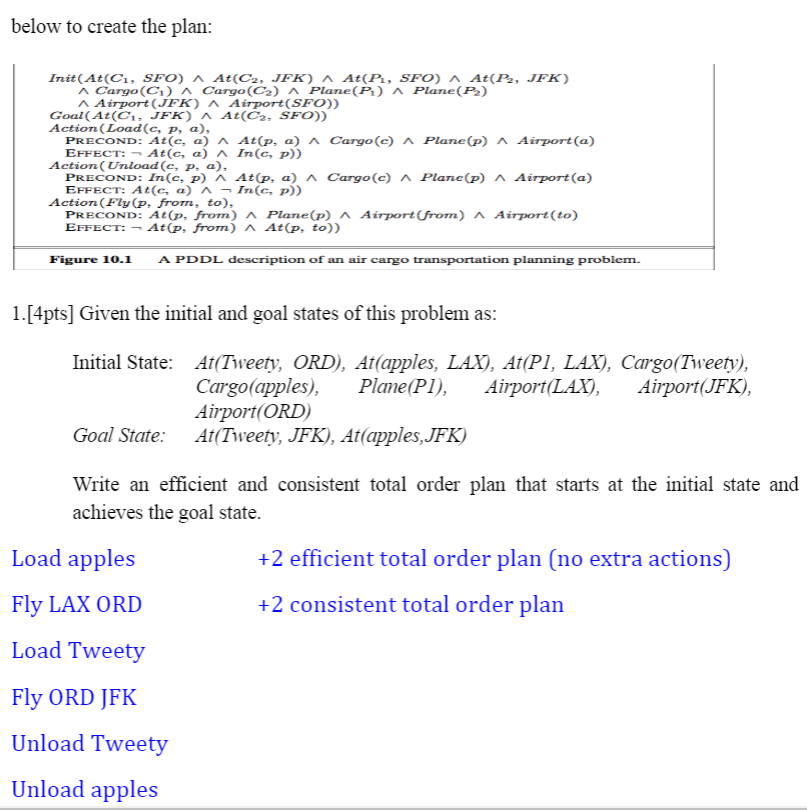 below to create the plan:
Init(At(C₁, SFO) ∧ At(C₂, JFK) ∧ At(P₁, SFO) ∧ At(P₂, JFK)
∧ Cargo(C₁) ∧ Cargo(C₂) ∧ Plane(P₁) ∧ Plane(P₂)
∧ Airport(JFK) ∧ Airport(SFO))
Goal(At(C₁, JFK) ∧ At(C₂, SFO))
Action(Load(c, p, a),
PRECOND: At(c, a) ∧ At(p, a) ∧ Cargo(c) ∧ Plane(p) ∧ Airport(a)
EFFECT: ¬ At(c, a) ∧ In(c, p))
Action(Unload(c, p, a),
PRECOND: In(c, p) ∧ At(p, a) ∧ Cargo(c) ∧ Plane(p) ∧ Airport(a)
EFFECT: At(c, a) ∧ ¬ In(c, p))
Action(Fly(p, from, to),
PRECOND: At(p, from) ∧ Plane(p) ∧ Airport(from) ∧ Airport(to)
EFFECT: ¬ At(p, from) ∧ At(p, to))
Figure 10.1 A PDDL description of an air cargo transportation planning problem.
1.[4pts] Given the initial and goal states of this problem as:
Initial State: At(Tweety, ORD), At(apples, LAX), At(P1, LAX), Cargo(Tweety),
Cargo(apples), Plane(P1), Airport(LAX), Airport(JFK),
Airport(ORD)
Goal State: At(Tweety, JFK), At(apples,JFK)
Write an efficient and consistent total order plan that starts at the initial state and
achieves the goal state.
Load apples +2 efficient total order plan (no extra actions)
Fly LAX ORD +2 consistent total order plan
Load Tweety
Fly ORD JFK
Unload Tweety
Unload apples